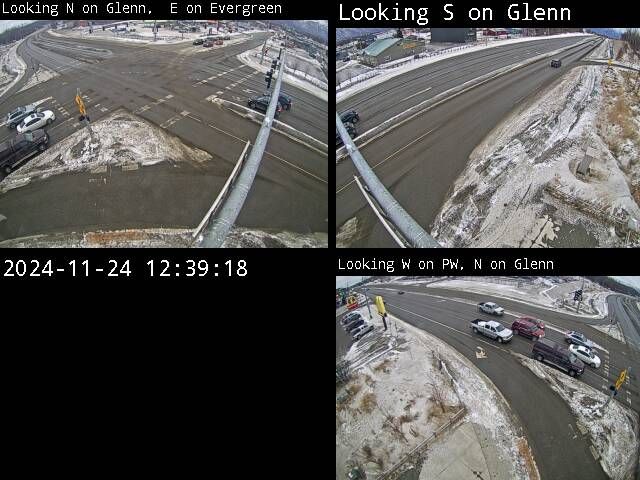 Looking N on Glenn,  E on Evergreen
Looking S on Glenn
2024-11-24 12:39:18
Looking W on PW, N on Glenn